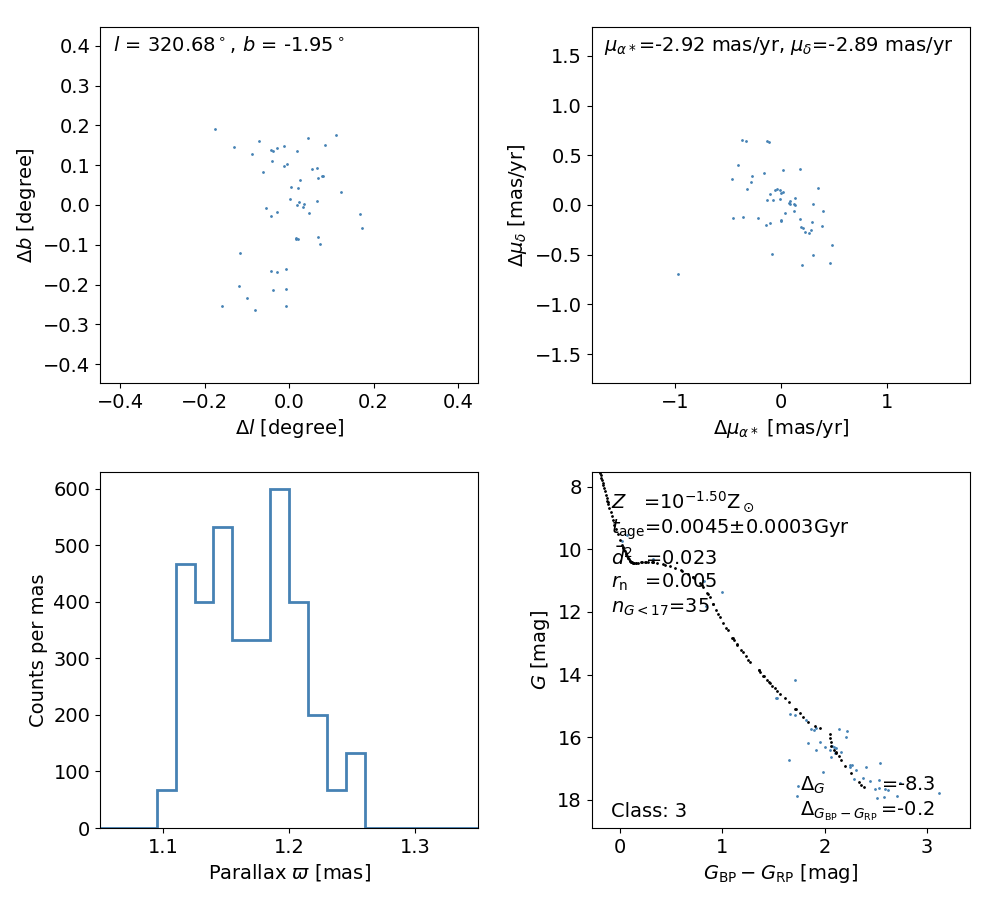 l = 320.68°, b = -1.95°
0.4
0.3
0.2
0.1
0.0
−0.1
−0.2
−0.3
−0.4
Δb [degree]
−0.4 −0.2 0.0 0.2 0.4
Δl [degree]
μα*=-2.92 mas/yr, μδ=-2.89 mas/yr
1.5
1.0
0.5
0.0
−0.5
−1.0
−1.5
Δμδ [mas/yr]
−1 0 1
Δμα* [mas/yr]
600
500
400
300
200
100
0
Counts per mas
1.1 1.2 1.3
Parallax ϖ [mas]
8
10
12
14
16
18
G [mag]
Z =10^−1.50 Z⊙
tage=0.0045±0.0003Gyr
d̄² =0.023
rn =0.005
nG<17=35
ΔG =-8.3
ΔGBP−GRP =-0.2
Class: 3
0 1 2 3
GBP − GRP [mag]